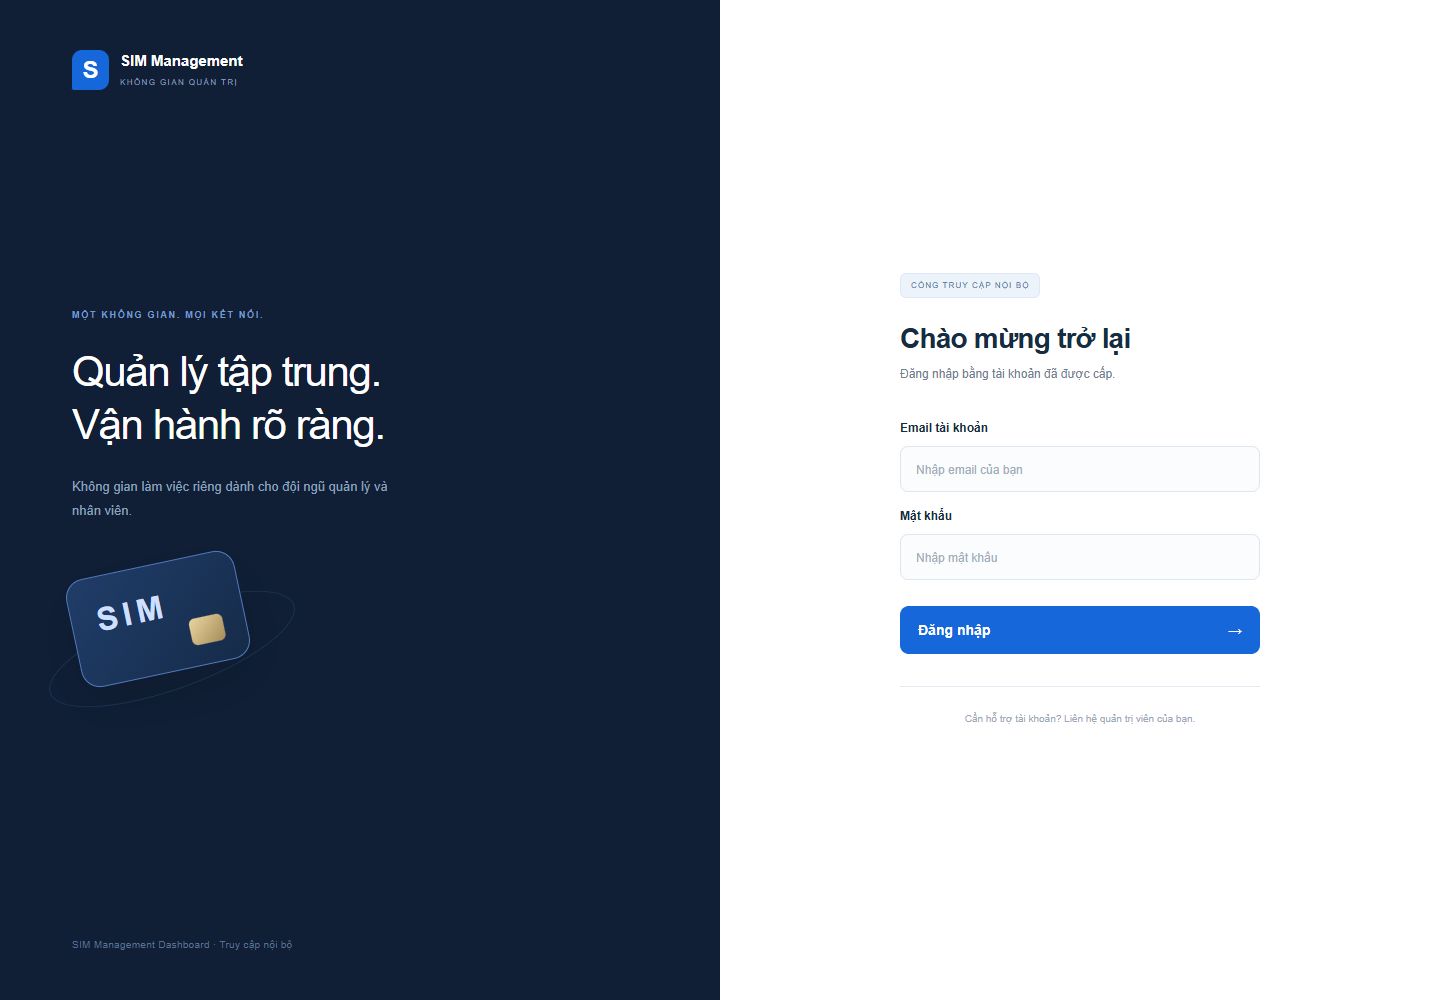 S
SIM Management
KHÔNG GIAN QUẢN TRỊ
MỘT KHÔNG GIAN. MỌI KẾT NỐI.
Quản lý tập trung.
Vận hành rõ ràng.
Không gian làm việc riêng dành cho đội ngũ quản lý và
nhân viên.
SIM
SIM Management Dashboard · Truy cập nội bộ
CỔNG TRUY CẬP NỘI BỘ
Chào mừng trở lại
Đăng nhập bằng tài khoản đã được cấp.
Email tài khoản
Nhập email của bạn
Mật khẩu
Nhập mật khẩu
Đăng nhập →
Cần hỗ trợ tài khoản? Liên hệ quản trị viên của bạn.